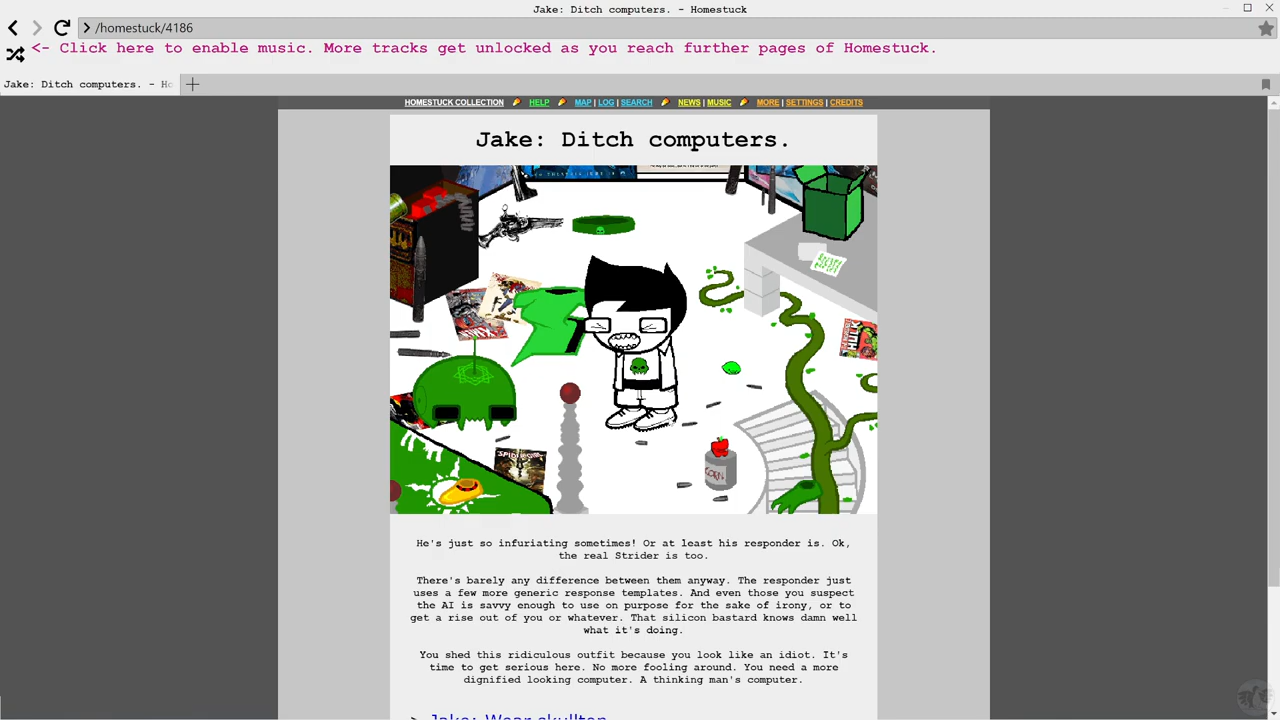 Jake: Ditch computers. - Homestuck
/homestuck/4186
<- Click here to enable music. More tracks get unlocked as you reach further pages of Homestuck.
Jake: Ditch computers. - Ho
HOMESTUCK COLLECTION HELP MAP | LOG | SEARCH NEWS | MUSIC MORE | SETTINGS | CREDITS
Jake: Ditch computers.
He's just so infuriating sometimes! Or at least his responder is. Ok,
the real Strider is too.
There's barely any difference between them anyway. The responder just
uses a few more generic response templates. And even those you suspect
the AI is savvy enough to use on purpose for the sake of irony, or to
get a rise out of you or whatever. That silicon bastard knows damn well
what it's doing.
You shed this ridiculous outfit because you look like an idiot. It's
time to get serious here. No more fooling around. You need a more
dignified looking computer. A thinking man's computer.
> Jake: Wear skulltop